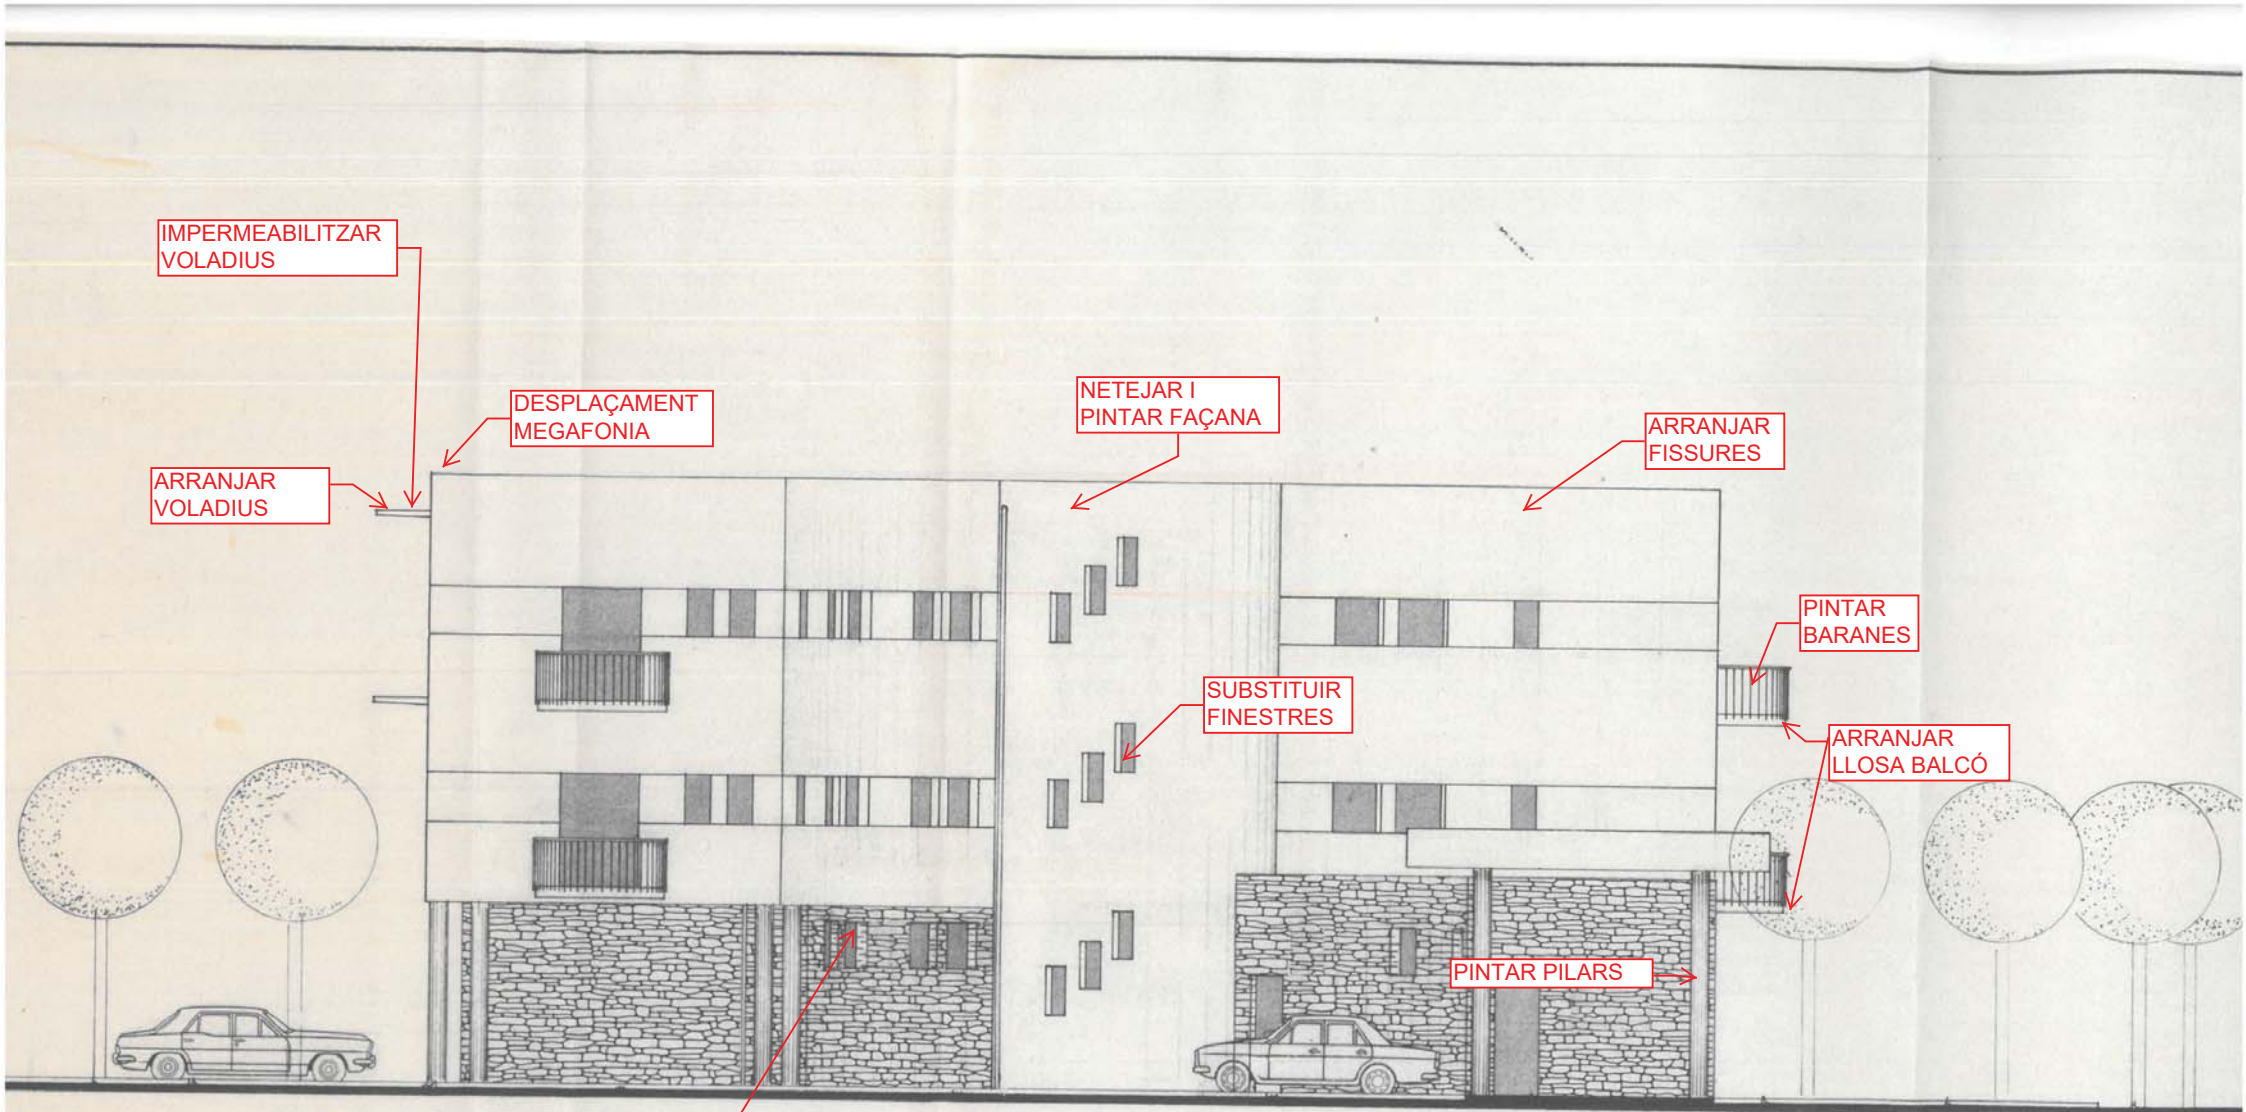 IMPERMEABILITZAR
VOLADIUS
DESPLAÇAMENT
MEGAFONIA
NETEJAR I
PINTAR FAÇANA
ARRANJAR
FISSURES
ARRANJAR
VOLADIUS
PINTAR
BARANES
SUBSTITUIR
FINESTRES
ARRANJAR
LLOSA BALCÓ
PINTAR PILARS